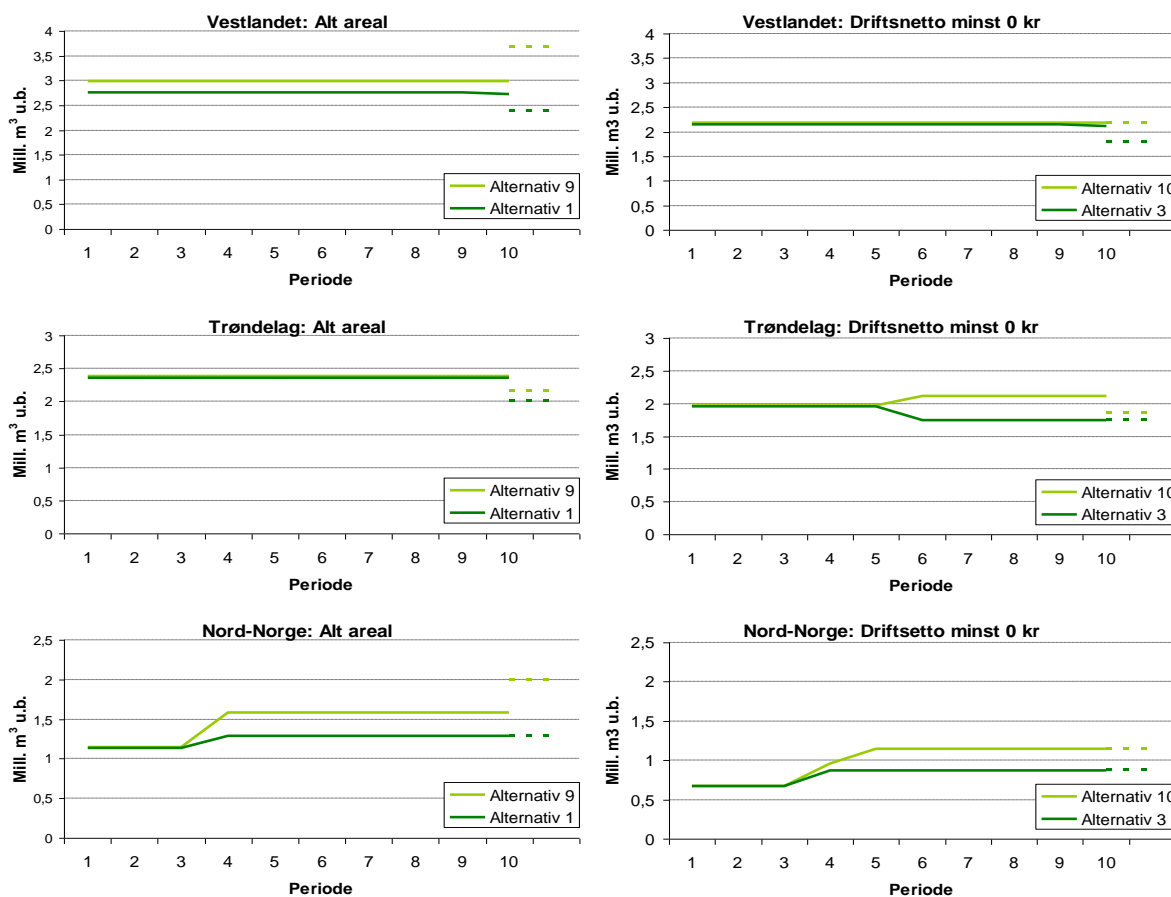 Vestlandet: Alt areal
Mill. m³ u.b.
4
3,5
3
2,5
2
1,5
1
0,5
0
Alternativ 9
Alternativ 1
1 2 3 4 5 6 7 8 9 10
Periode
Vestlandet: Driftsnetto minst 0 kr
Mill. m3 u.b.
4
3,5
3
2,5
2
1,5
1
0,5
0
Alternativ 10
Alternativ 3
1 2 3 4 5 6 7 8 9 10
Periode
Trøndelag: Alt areal
Mill. m³ u.b.
3
2,5
2
1,5
1
0,5
0
Alternativ 9
Alternativ 1
1 2 3 4 5 6 7 8 9 10
Periode
Trøndelag: Driftsnetto minst 0 kr
Mill. m3 u.b.
3
2,5
2
1,5
1
0,5
0
Alternativ 10
Alternativ 3
1 2 3 4 5 6 7 8 9 10
Periode
Nord-Norge: Alt areal
Mill. m³ u.b.
2,5
2
1,5
1
0,5
0
Alternativ 9
Alternativ 1
1 2 3 4 5 6 7 8 9 10
Periode
Nord-Norge: Driftsetto minst 0 kr
Mill. m3 u.b.
2,5
2
1,5
1
0,5
0
Alternativ 10
Alternativ 3
1 2 3 4 5 6 7 8 9 10
Periode